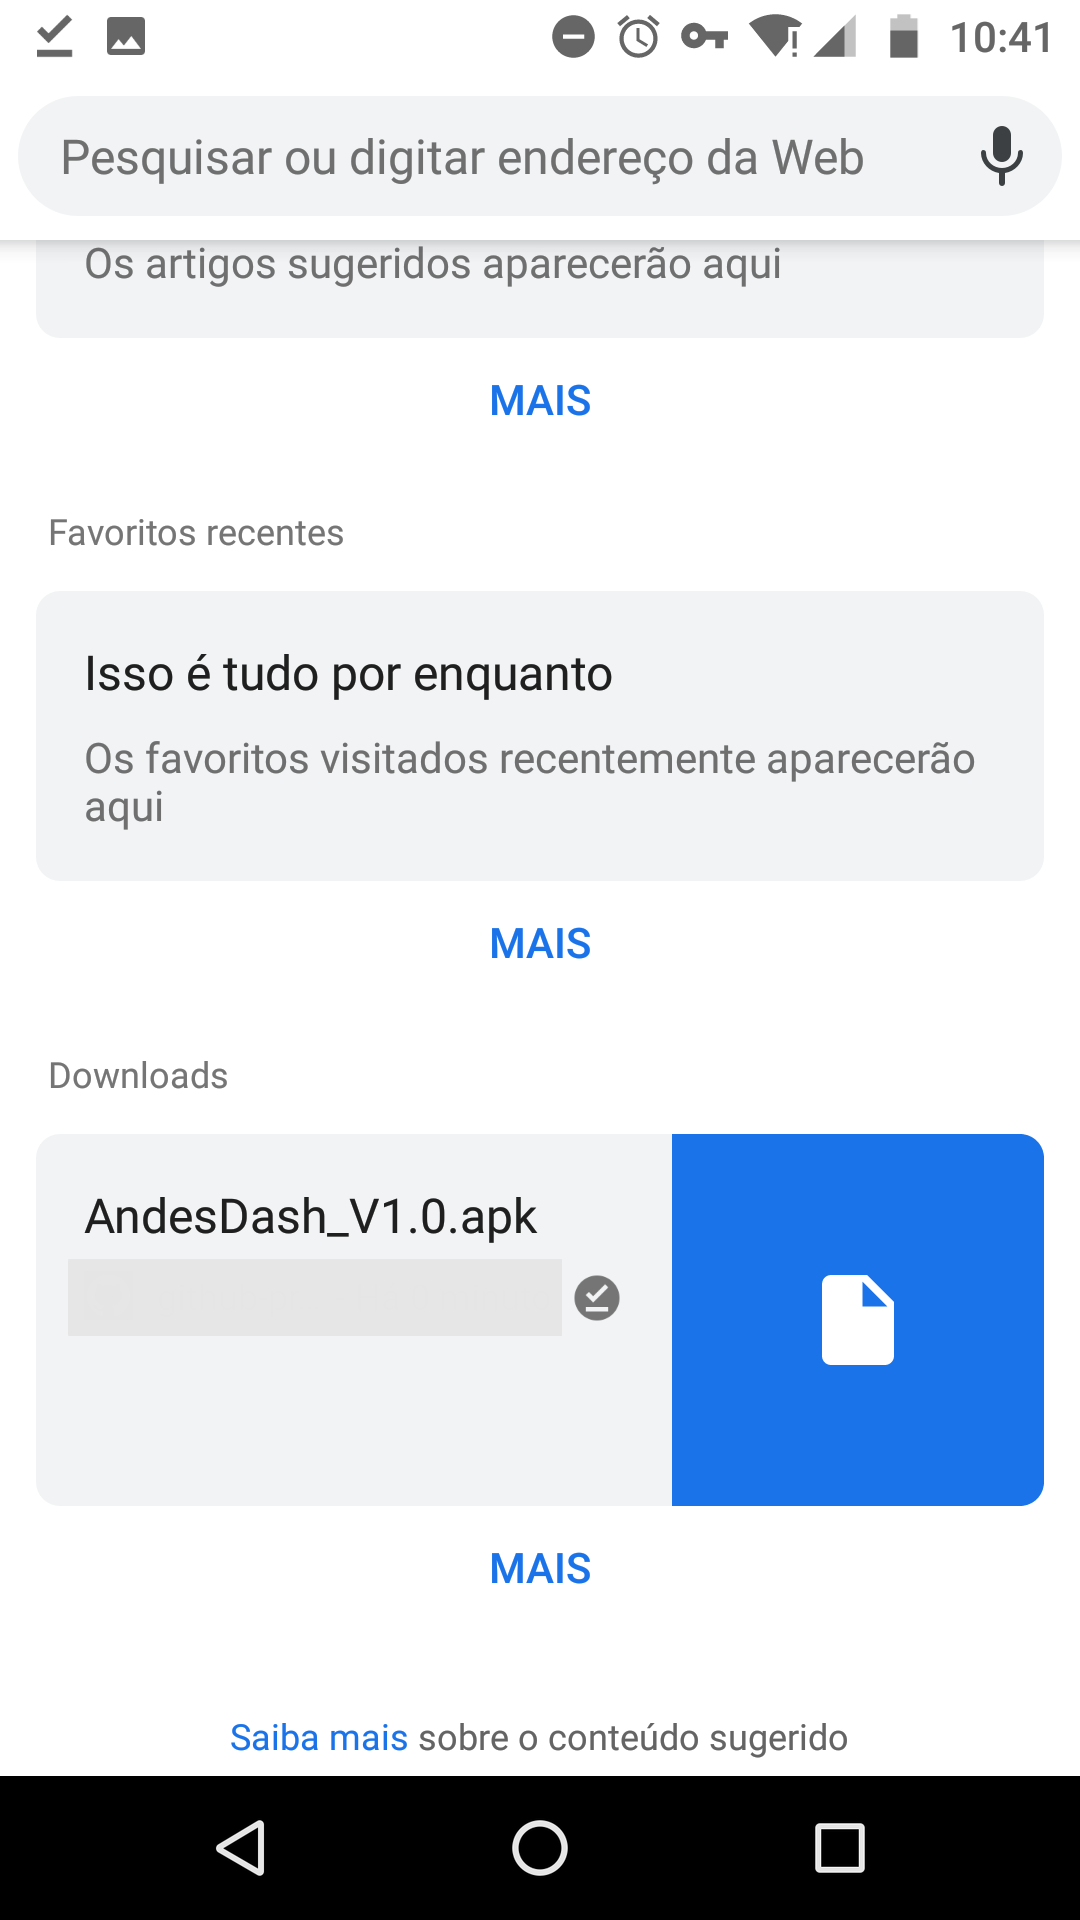 10:41
Pesquisar ou digitar endereço da Web
Os artigos sugeridos aparecerão aqui
MAIS
Favoritos recentes
Isso é tudo por enquanto
Os favoritos visitados recentemente aparecerão
aqui
MAIS
Downloads
AndesDash_V1.0.apk
MAIS
Saiba mais sobre o conteúdo sugerido